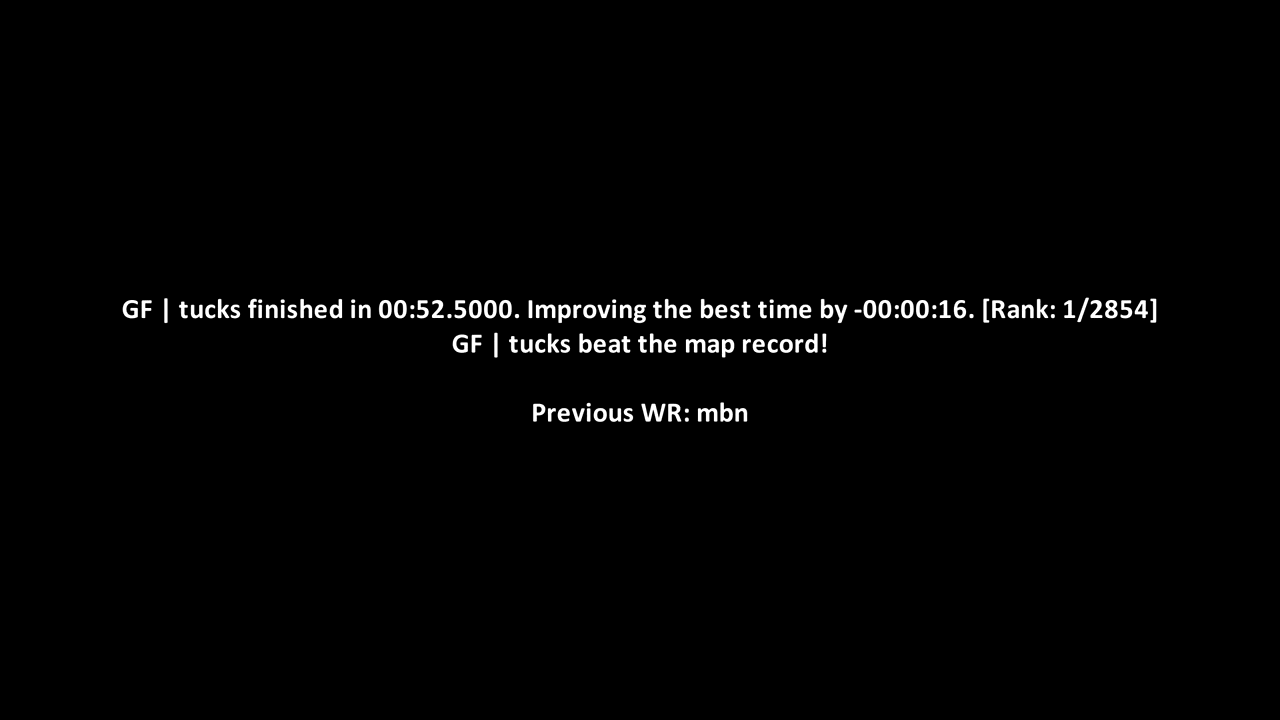 GF | tucks finished in 00:52.5000. Improving the best time by -00:00:16. [Rank: 1/2854]
GF | tucks beat the map record!
Previous WR: mbn